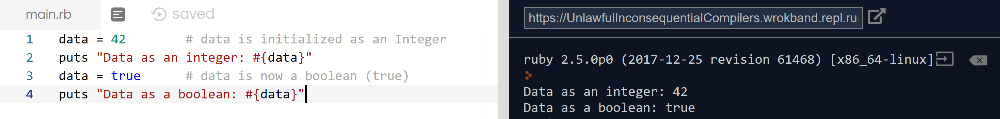 main.rb
saved
1 data = 42 # data is initialized as an Integer
2 puts "Data as an integer: #{data}"
3 data = true # data is now a boolean (true)
4 puts "Data as a boolean: #{data}"
https://UnlawfulInconsequentialCompilers.wrokband.repl.ru
ruby 2.5.0p0 (2017-12-25 revision 61468) [x86_64-linux]
Data as an integer: 42
Data as a boolean: true